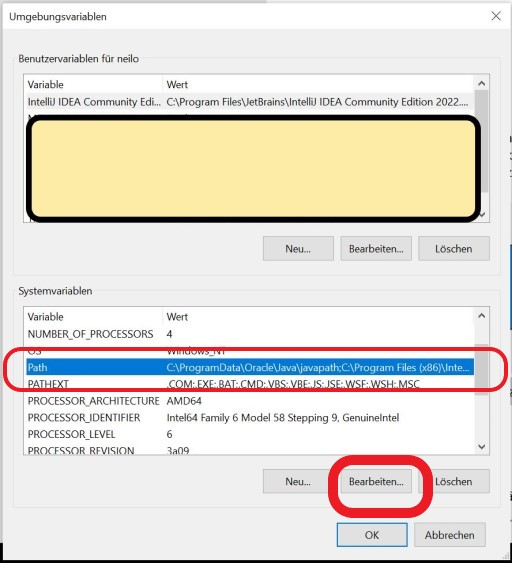 Umgebungsvariablen
Benutzervariablen für neilo
Variable Wert
IntelliJ IDEA Community Edi... C:\Program Files\JetBrains\IntelliJ IDEA Community Edition 2022....
Neu... Bearbeiten... Löschen
Systemvariablen
Variable Wert
NUMBER_OF_PROCESSORS 4
OS Windows_NT
Path C:\ProgramData\Oracle\Java\javapath;C:\Program Files (x86)\Inte...
PATHEXT .COM;.EXE;.BAT;.CMD;.VBS;.VBE;.JS;.JSE;.WSF;.WSH;.MSC
PROCESSOR_ARCHITECTURE AMD64
PROCESSOR_IDENTIFIER Intel64 Family 6 Model 58 Stepping 9, GenuineIntel
PROCESSOR_LEVEL 6
PROCESSOR_REVISION 3a09
Neu... Bearbeiten... Löschen
OK Abbrechen